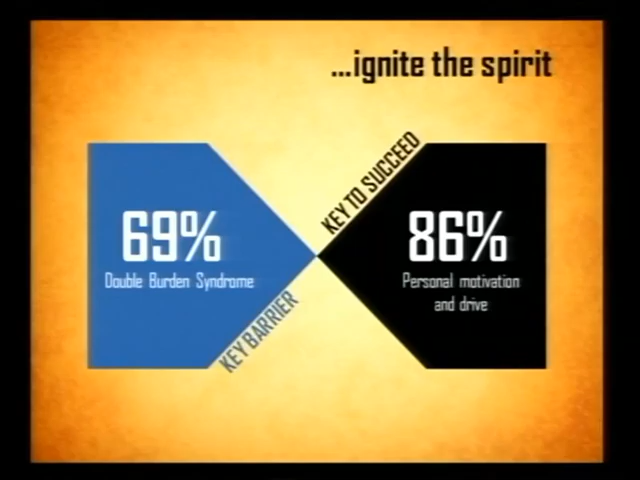 ...ignite the spirit
KEY TO SUCCEED
69%
Double Burden Syndrome
86%
Personal motivation
and drive
KEY BARRIER